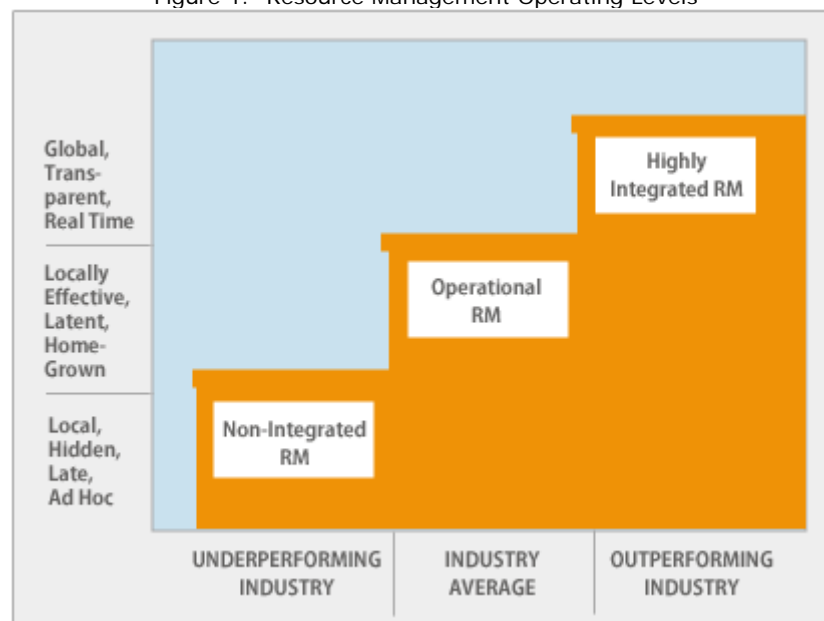 Figure 1. Resource Management Operating Levels
Global,
Trans-
parent,
Real Time
Highly
Integrated RM
Locally
Effective,
Latent,
Home-
Grown
Operational
RM
Local,
Hidden,
Late,
Ad Hoc
Non-Integrated
RM
UNDERPERFORMING
INDUSTRY
INDUSTRY
AVERAGE
OUTPERFORMING
INDUSTRY